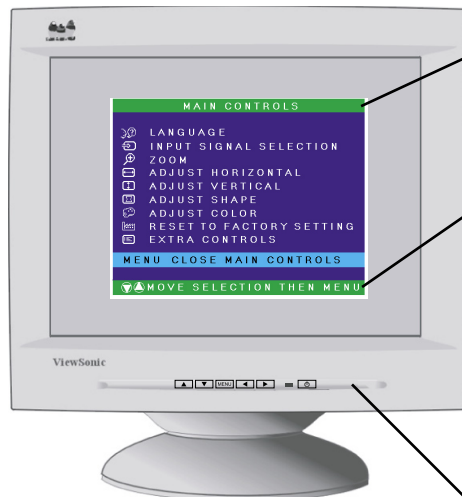 MAIN CONTROLS
LANGUAGE
INPUT SIGNAL SELECTION
ZOOM
ADJUST HORIZONTAL
ADJUST VERTICAL
ADJUST SHAPE
ADJUST COLOR
RESET TO FACTORY SETTING
EXTRA CONTROLS
MENU CLOSE MAIN CONTROLS
MOVE SELECTION THEN MENU
ViewSonic
MENU